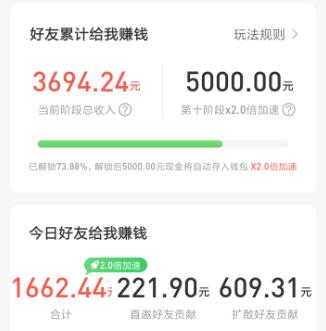 好友累计给我赚钱 玩法规则 >
3694.24元 5000.00元
当前阶段总收入? 第十阶段x2.0倍加速?
已解锁73.88%，解锁后5000.00元现金将自动存入钱包 X2.0倍加速
今日好友给我赚钱
2.0倍加速
1662.44元 221.90元 609.31元
合计 直邀好友贡献 扩散好友贡献